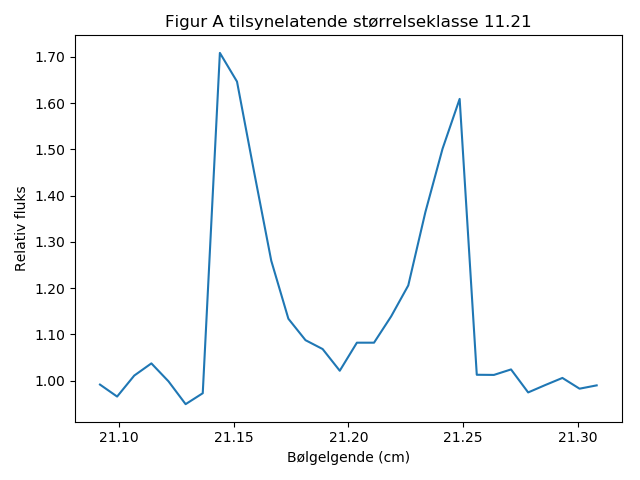 Figur A tilsynelatende størrelseklasse 11.21
1.70
1.60
1.50
1.40
1.30
1.20
1.10
1.00
Relativ fluks
21.10 21.15 21.20 21.25 21.30
Bølgelgende (cm)